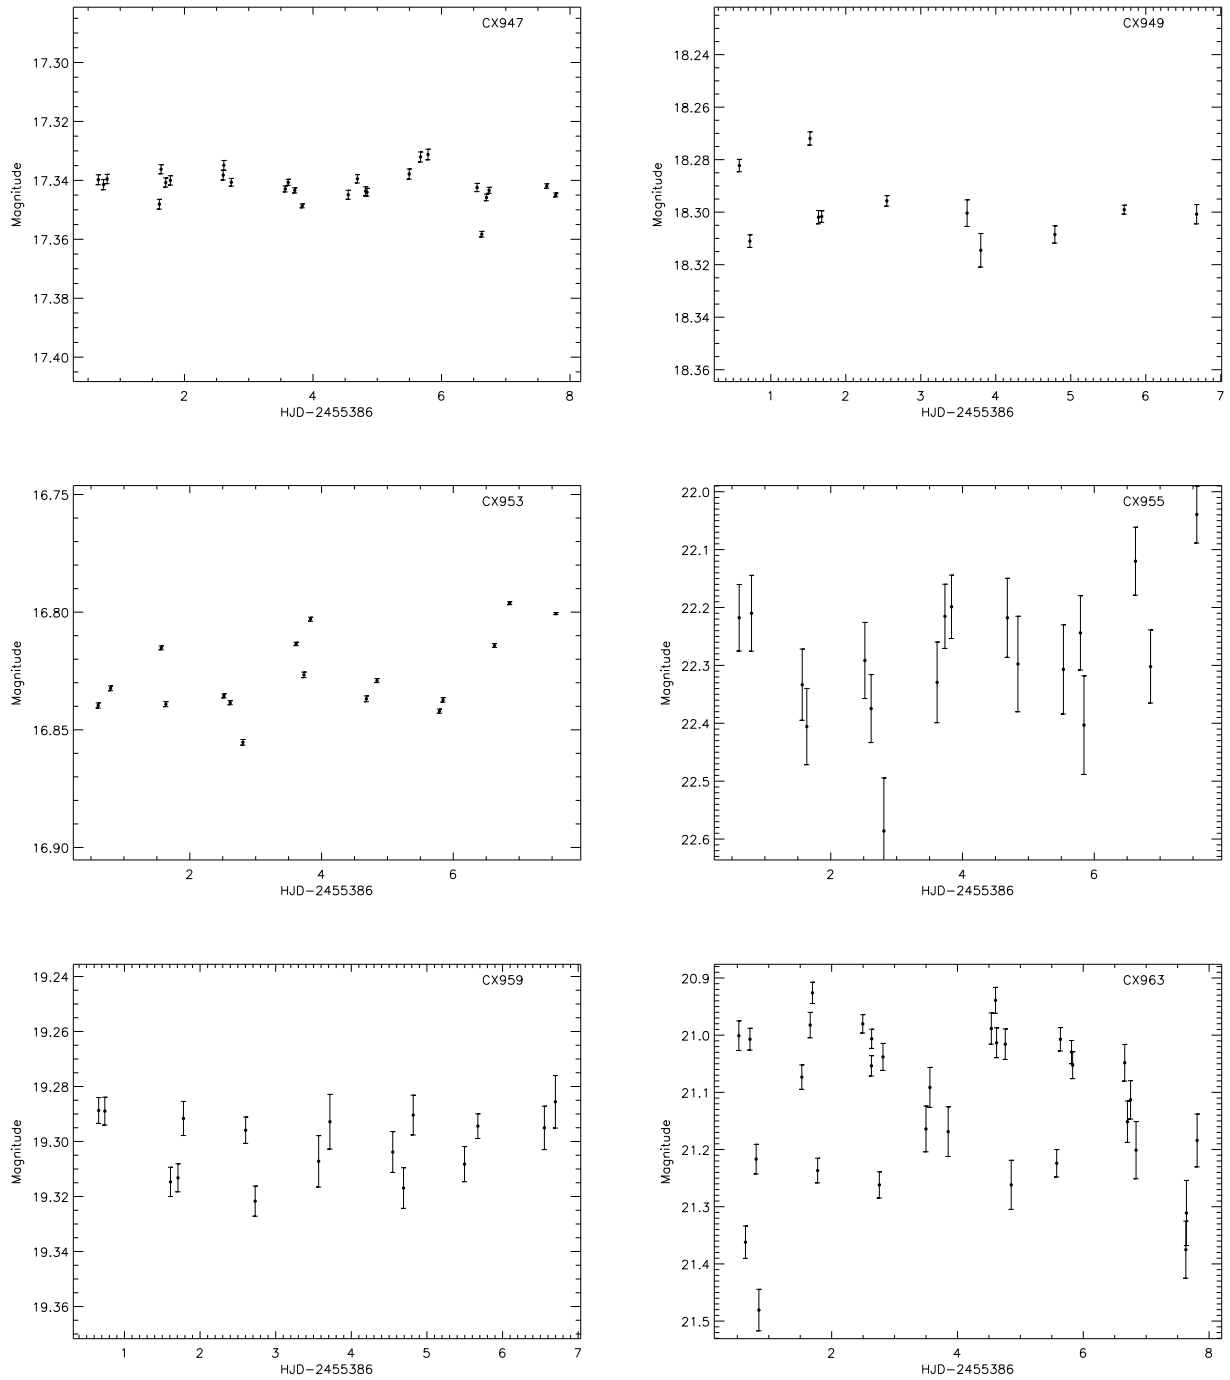 CX947
17.30
17.32
17.34
17.36
17.38
17.40
Magnitude
2 4 6 8
HJD-2455386
CX949
18.24
18.26
18.28
18.30
18.32
18.34
18.36
Magnitude
1 2 3 4 5 6 7
HJD-2455386
CX953
16.75
16.80
16.85
16.90
Magnitude
2 4 6
HJD-2455386
CX955
22.0
22.1
22.2
22.3
22.4
22.5
22.6
Magnitude
2 4 6
HJD-2455386
CX959
19.24
19.26
19.28
19.30
19.32
19.34
19.36
Magnitude
1 2 3 4 5 6 7
HJD-2455386
CX963
20.9
21.0
21.1
21.2
21.3
21.4
21.5
Magnitude
2 4 6 8
HJD-2455386